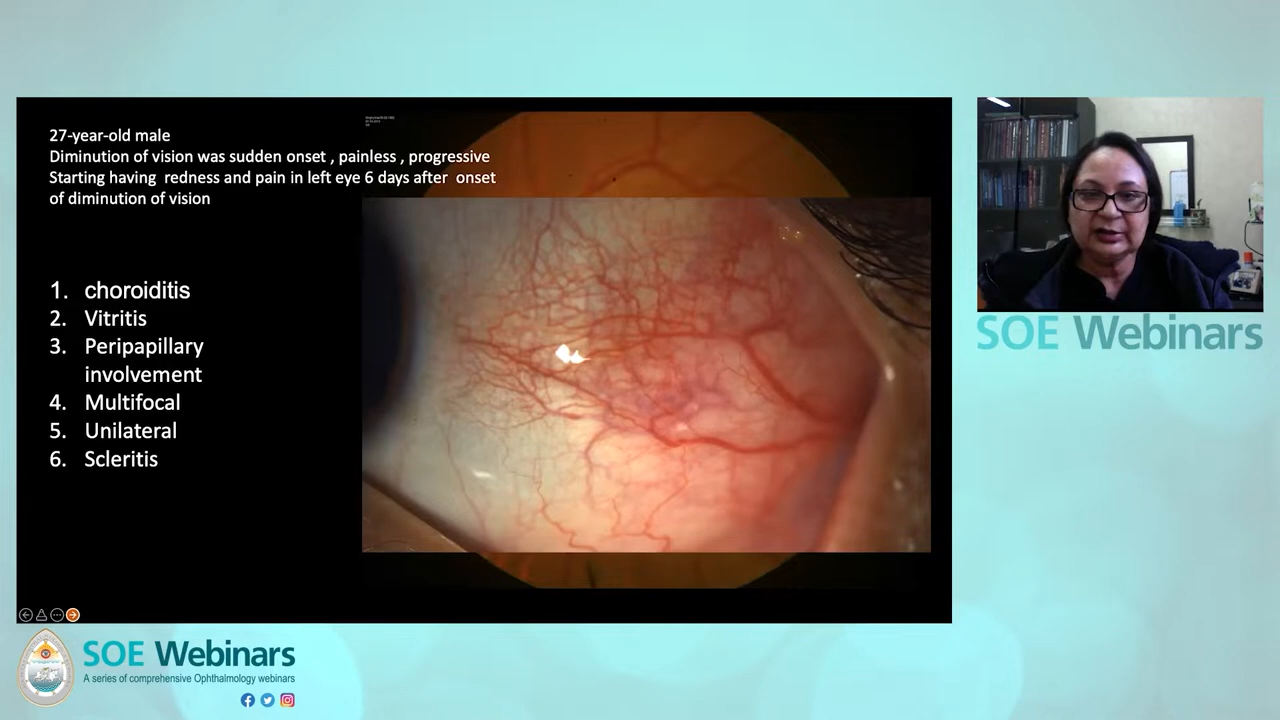 27-year-old male
Diminution of vision was sudden onset , painless , progressive
Starting having  redness and pain in left eye 6 days after  onset
of diminution of vision
1. choroiditis
2. Vitritis
3. Peripapillary
involvement
4. Multifocal
5. Unilateral
6. Scleritis
SOE Webinars
SOE Webinars
A series of comprehensive Ophthalmology webinars